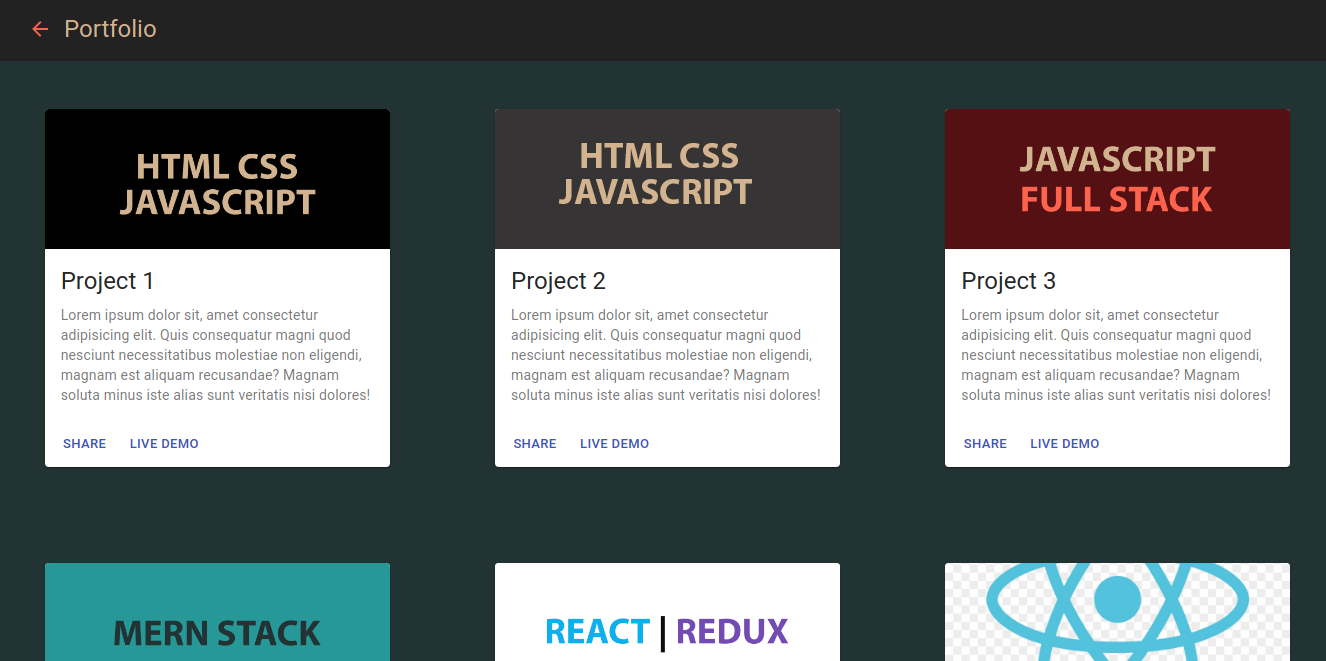 Portfolio
HTML CSS
JAVASCRIPT
Project 1
Lorem ipsum dolor sit, amet consectetur
adipisicing elit. Quis consequatur magni quod
nesciunt necessitatibus molestiae non eligendi,
magnam est aliquam recusandae? Magnam
soluta minus iste alias sunt veritatis nisi dolores!
SHARE LIVE DEMO
HTML CSS
JAVASCRIPT
Project 2
Lorem ipsum dolor sit, amet consectetur
adipisicing elit. Quis consequatur magni quod
nesciunt necessitatibus molestiae non eligendi,
magnam est aliquam recusandae? Magnam
soluta minus iste alias sunt veritatis nisi dolores!
SHARE LIVE DEMO
JAVASCRIPT
FULL STACK
Project 3
Lorem ipsum dolor sit, amet consectetur
adipisicing elit. Quis consequatur magni quod
nesciunt necessitatibus molestiae non eligendi,
magnam est aliquam recusandae? Magnam
soluta minus iste alias sunt veritatis nisi dolores!
SHARE LIVE DEMO
MERN STACK
REACT | REDUX